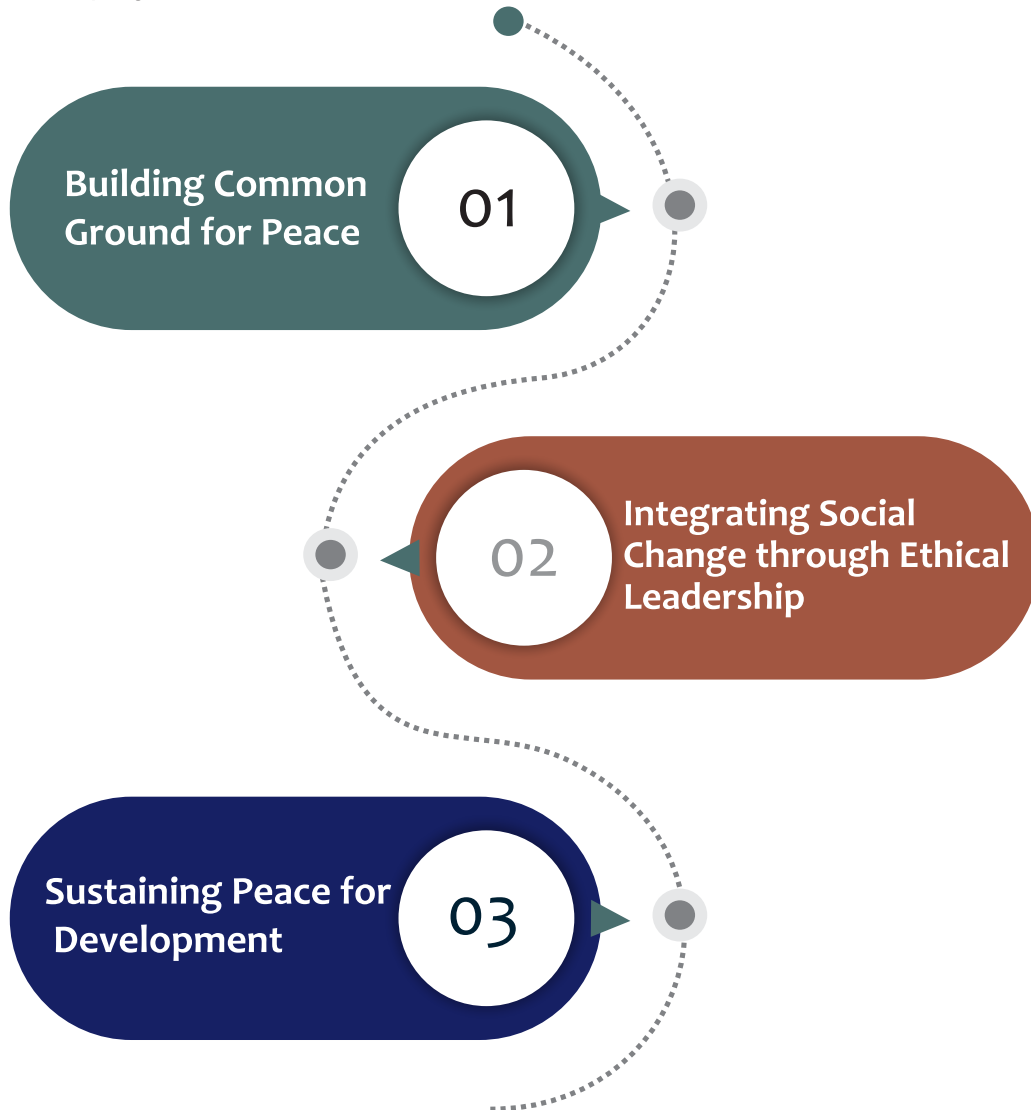 Building Common
Ground for Peace
01
02
Integrating Social
Change through Ethical
Leadership
Sustaining Peace for
Development
03